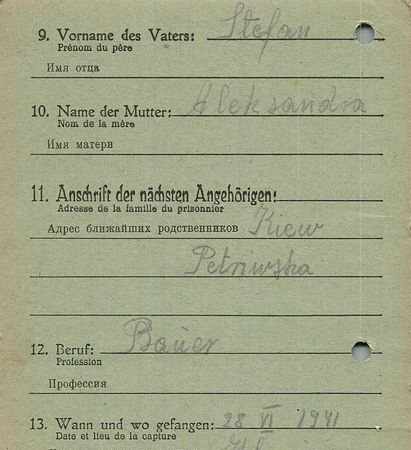 9. Vorname des Vaters: Stefan
Prénom du père
Имя отца
10. Name der Mutter: Aleksandra
Nom de la mère
Имя матери
11. Anschrift der nächsten Angehörigen:
Adresse de la famille du prisonnier
Адрес ближайших родственников Kiew
Petriwska
12. Beruf: Bauer
Profession
Профессия
13. Wann und wo gefangen: 28 VI 1941
Date et lieu de la capture